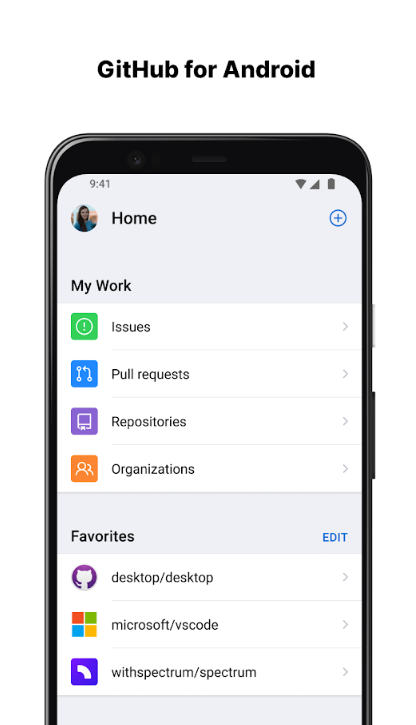 GitHub for Android
9:41
Home
My Work
Issues
Pull requests
Repositories
Organizations
Favorites EDIT
desktop/desktop
microsoft/vscode
withspectrum/spectrum